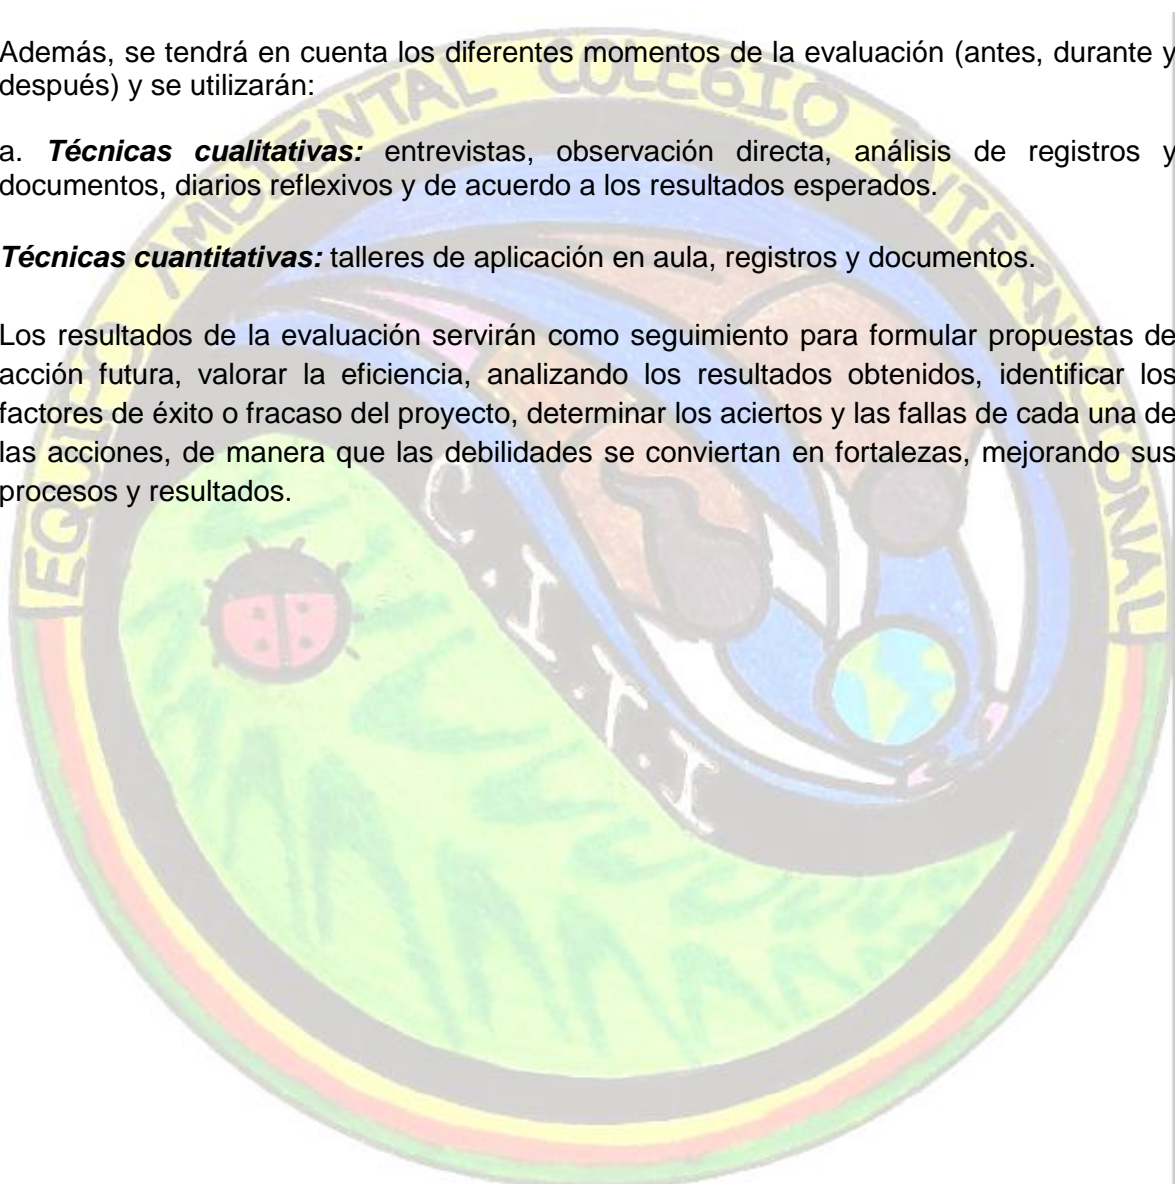 Además, se tendrá en cuenta los diferentes momentos de la evaluación (antes, durante y
después) y se utilizarán:
a. Técnicas cualitativas: entrevistas, observación directa, análisis de registros y
documentos, diarios reflexivos y de acuerdo a los resultados esperados.
Técnicas cuantitativas: talleres de aplicación en aula, registros y documentos.
Los resultados de la evaluación servirán como seguimiento para formular propuestas de
acción futura, valorar la eficiencia, analizando los resultados obtenidos, identificar los
factores de éxito o fracaso del proyecto, determinar los aciertos y las fallas de cada una de
las acciones, de manera que las debilidades se conviertan en fortalezas, mejorando sus
procesos y resultados.
EQUIPO AMBIENTAL COLEGIO INTERNACIONAL
C.I.T.I